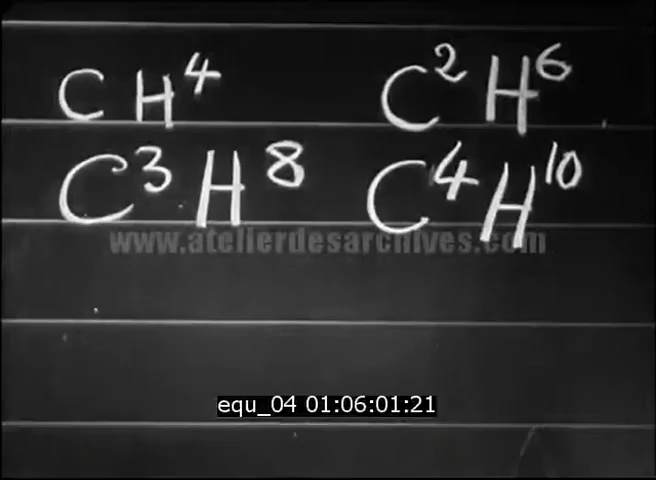 CH⁴ C²H⁶
C³H⁸ C⁴H¹⁰
www.atelierdesarchives.com
equ_04 01:06:01:21